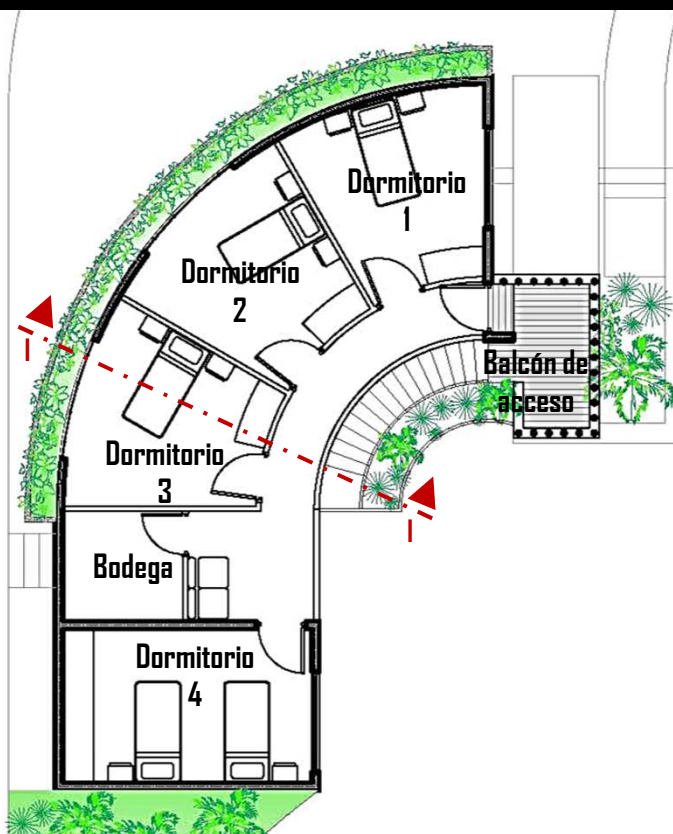 Dormitorio
1
Dormitorio
2
Balcón de
acceso
I
Dormitorio
3
I
Bodega
Dormitorio
4